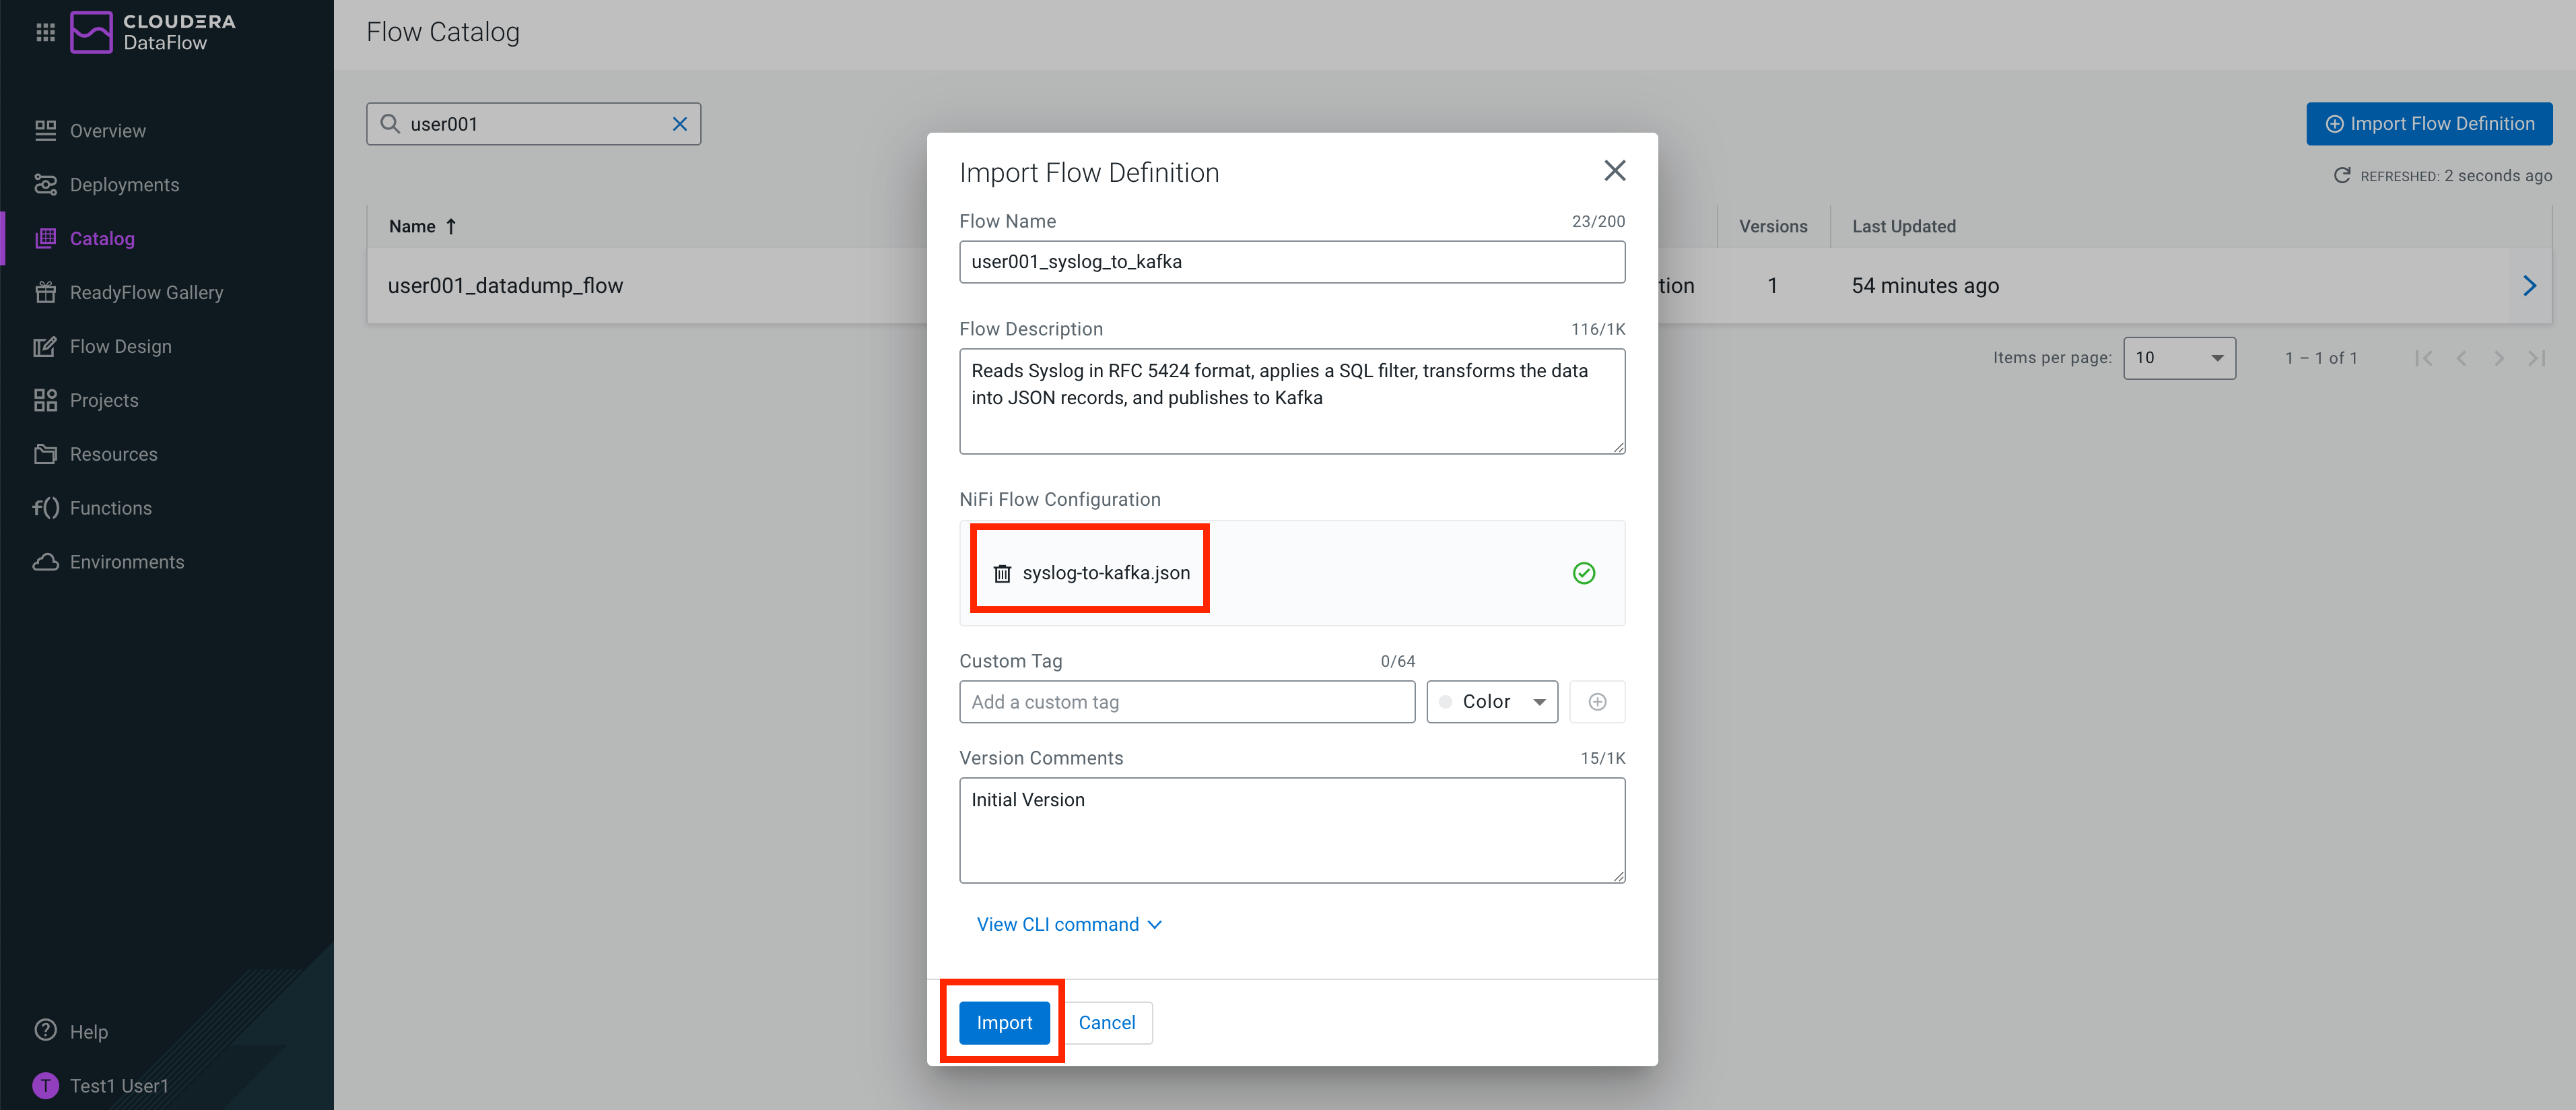 CLOUDERA
DataFlow
Overview
Deployments
Catalog
ReadyFlow Gallery
Flow Design
Projects
Resources
f() Functions
Environments
Help
T Test1 User1
Flow Catalog
user001
Import Flow Definition
REFRESHED: 2 seconds ago
Name Versions Last Updated
user001_datadump_flow tion 1 54 minutes ago
Items per page: 10 1 – 1 of 1
Import Flow Definition
Flow Name 23/200
user001_syslog_to_kafka
Flow Description 116/1K
Reads Syslog in RFC 5424 format, applies a SQL filter, transforms the data
into JSON records, and publishes to Kafka
NiFi Flow Configuration
syslog-to-kafka.json
Custom Tag 0/64
Add a custom tag Color
Version Comments 15/1K
Initial Version
View CLI command
Import Cancel